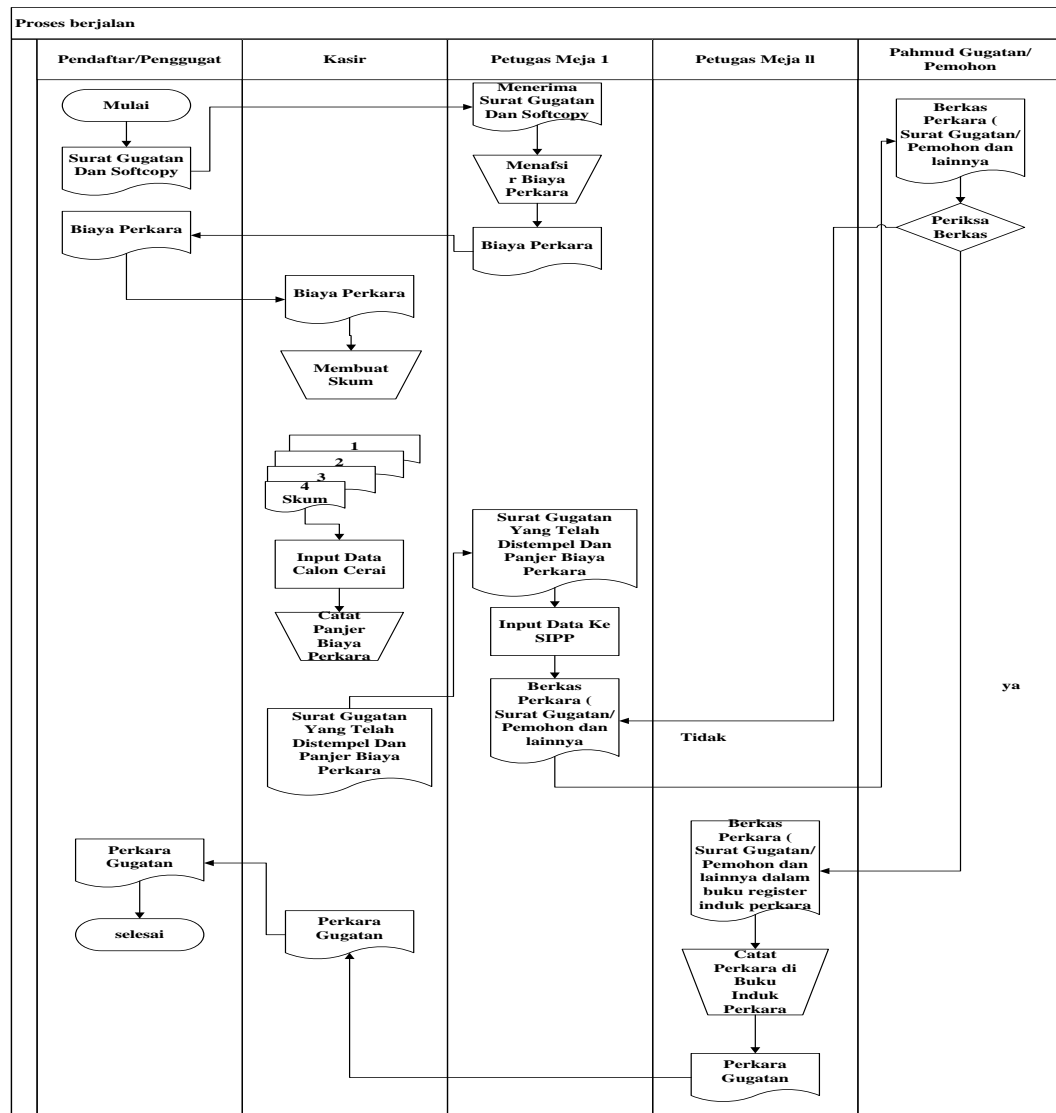 Proses berjalan
Pendaftar/Penggugat
Kasir
Petugas Meja 1
Petugas Meja ll
Pahmud Gugatan/
Pemohon
Mulai
Surat Gugatan
Dan Softcopy
Menerima
Surat Gugatan
Dan Softcopy
Menafsi
r Biaya
Perkara
Biaya Perkara
Biaya Perkara
Biaya Perkara
Membuat
Skum
1
2
3
4
Skum
Input Data
Calon Cerai
Catat
Panjer
Biaya
Perkara
Surat Gugatan
Yang Telah
Distempel Dan
Panjer Biaya
Perkara
Surat Gugatan
Yang Telah
Distempel Dan
Panjer Biaya
Perkara
Input Data Ke
SIPP
Berkas
Perkara (
Surat Gugatan/
Pemohon dan
lainnya
Berkas
Perkara (
Surat Gugatan/
Pemohon dan
lainnya
Periksa
Berkas
Tidak
ya
Berkas
Perkara (
Surat Gugatan/
Pemohon dan
lainnya dalam
buku register
induk perkara
Catat
Perkara di
Buku
Induk
Perkara
Perkara
Gugatan
Perkara
Gugatan
Perkara
Gugatan
selesai